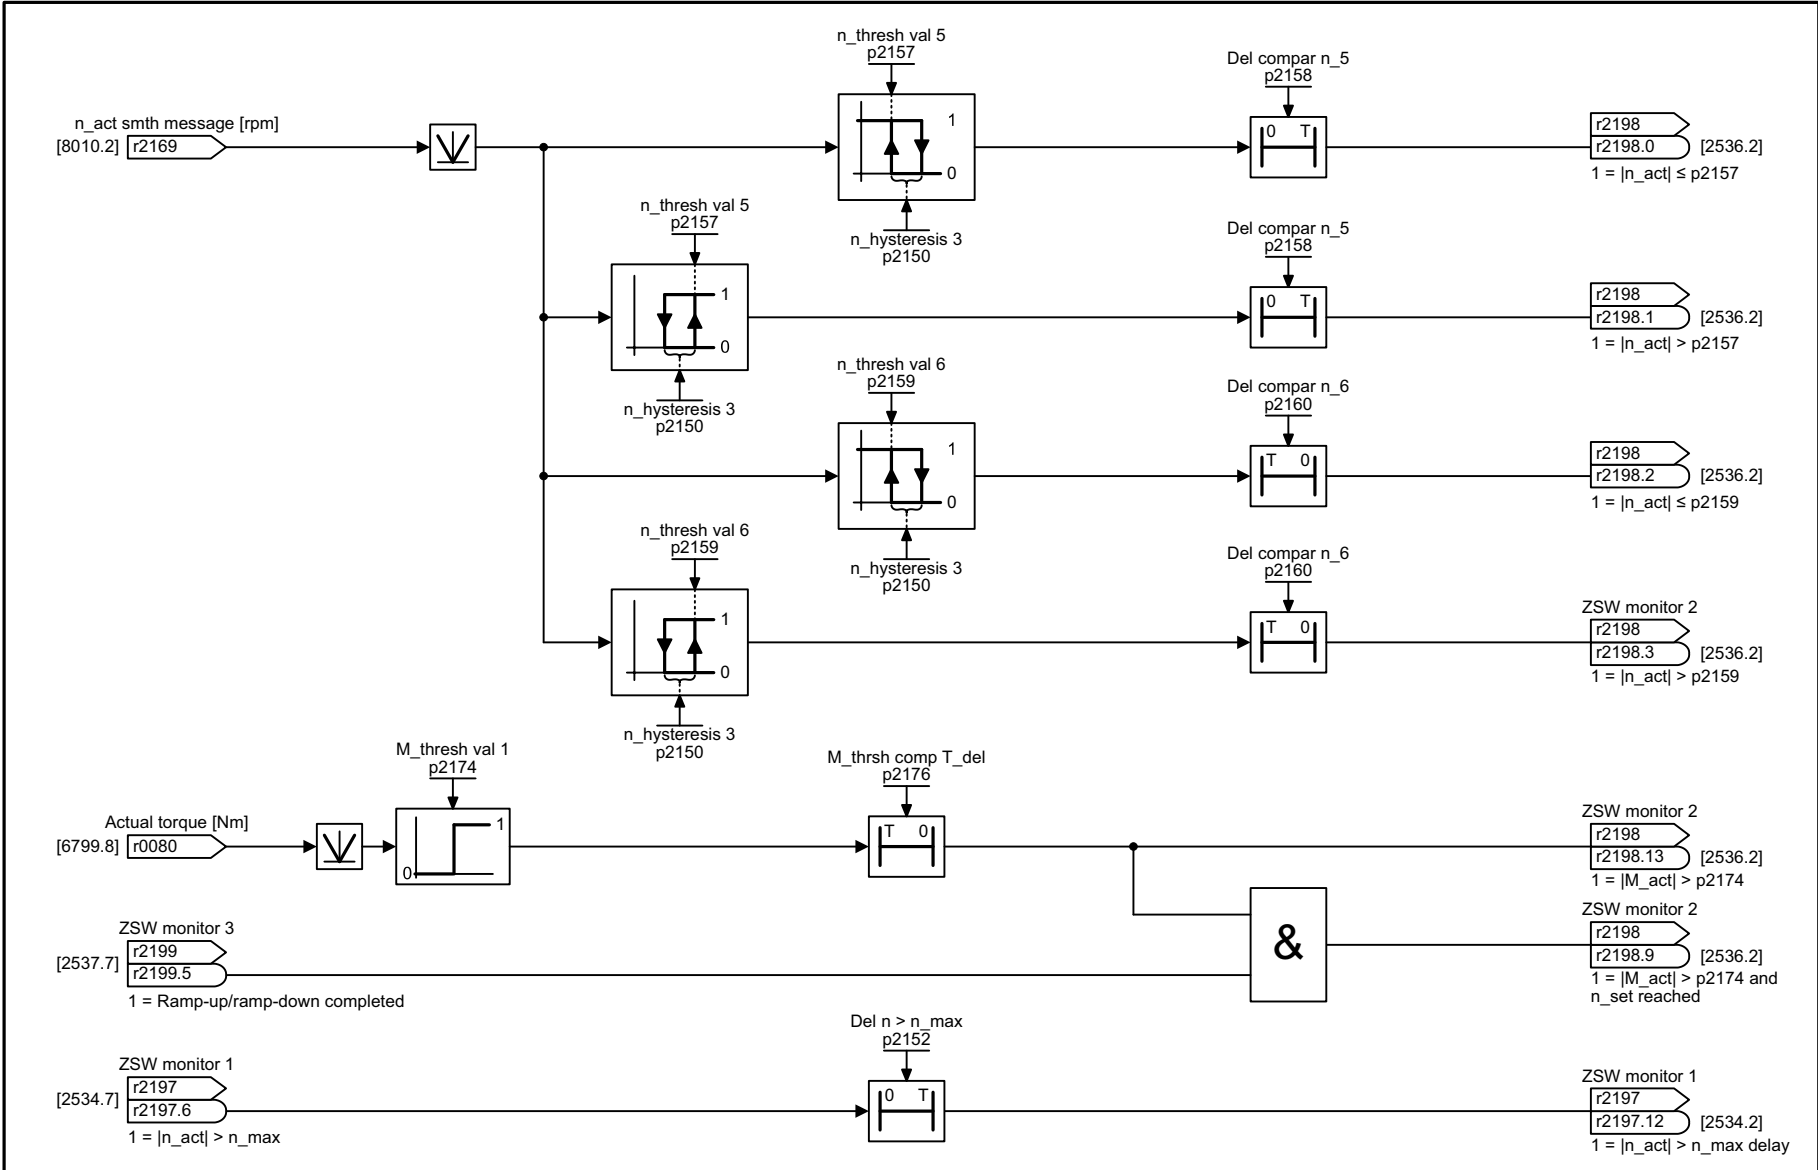 n_thresh val 5
p2157
Del compar n_5
p2158
n_act smth message [rpm]
[8010.2] r2169
1
0
0 T
r2198
r2198.0 [2536.2]
1 = |n_act| ≤ p2157
n_hysteresis 3
p2150
n_thresh val 5
p2157
Del compar n_5
p2158
1
0
0 T
r2198
r2198.1 [2536.2]
1 = |n_act| > p2157
n_hysteresis 3
p2150
n_thresh val 6
p2159
Del compar n_6
p2160
1
0
T 0
r2198
r2198.2 [2536.2]
1 = |n_act| ≤ p2159
n_hysteresis 3
p2150
n_thresh val 6
p2159
Del compar n_6
p2160
1
0
T 0
ZSW monitor 2
r2198
r2198.3 [2536.2]
1 = |n_act| > p2159
n_hysteresis 3
p2150
M_thresh val 1
p2174
M_thrsh comp T_del
p2176
Actual torque [Nm]
[6799.8] r0080
1
0
T 0
ZSW monitor 2
r2198
r2198.13 [2536.2]
1 = |M_act| > p2174
ZSW monitor 3
r2199
[2537.7] r2199.5
1 = Ramp-up/ramp-down completed
&
ZSW monitor 2
r2198
r2198.9 [2536.2]
1 = |M_act| > p2174 and
n_set reached
Del n > n_max
p2152
ZSW monitor 1
r2197
[2534.7] r2197.6
1 = |n_act| > n_max
0 T
ZSW monitor 1
r2197
r2197.12 [2534.2]
1 = |n_act| > n_max delay